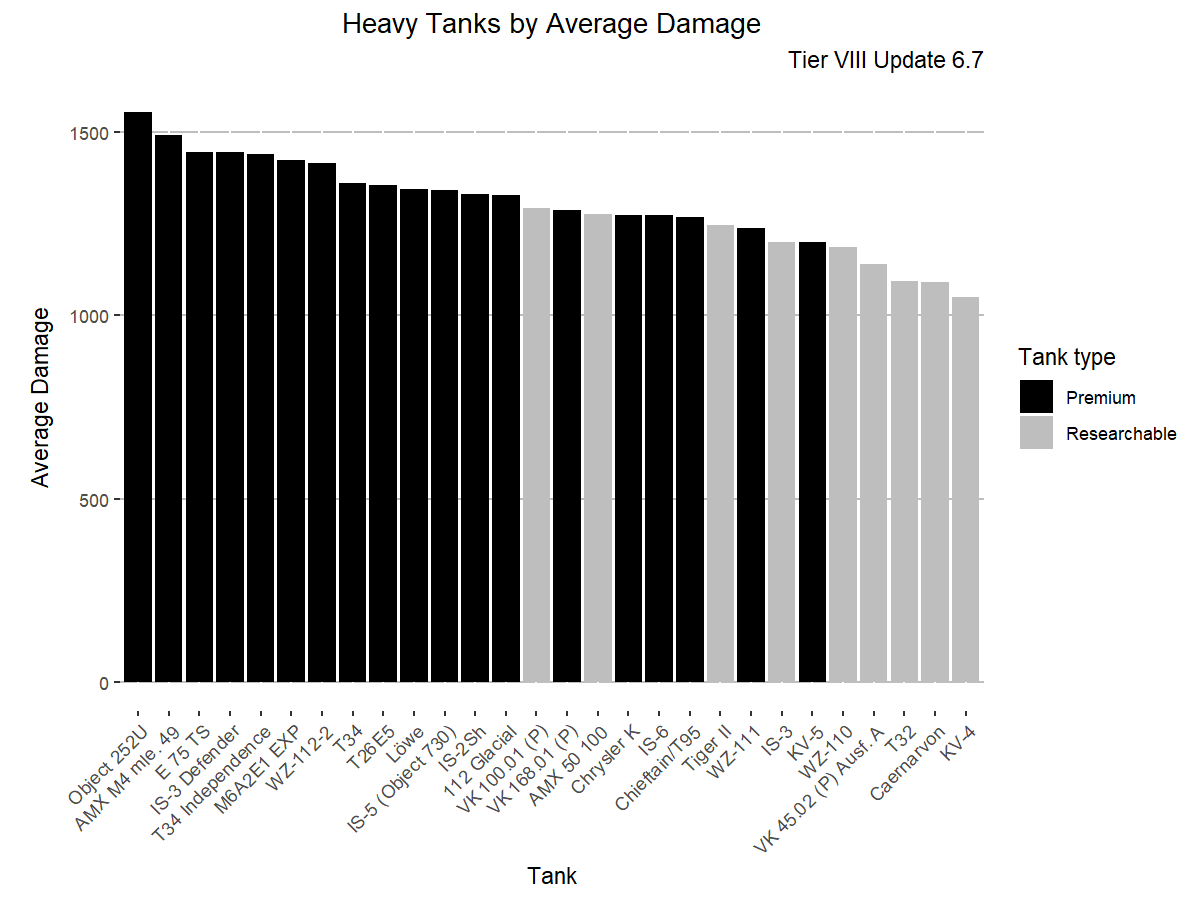 Heavy Tanks by Average Damage
Tier VIII Update 6.7
Average Damage
1500
1000
500
0
Object 252U
AMX M4 mle. 49
E 75 TS
IS-3 Defender
T34 Independence
M6A2E1 EXP
WZ-112-2
T34
T26E5
Löwe
IS-5 (Object 730)
IS-2Sh
112 Glacial
VK 100.01 (P)
VK 168.01 (P)
AMX 50 100
Chrysler K
IS-6
Chieftain/T95
Tiger II
WZ-111
IS-3
KV-5
WZ-110
VK 45.02 (P) Ausf. A
T32
Caernarvon
KV-4
Tank
Tank type
Premium
Researchable